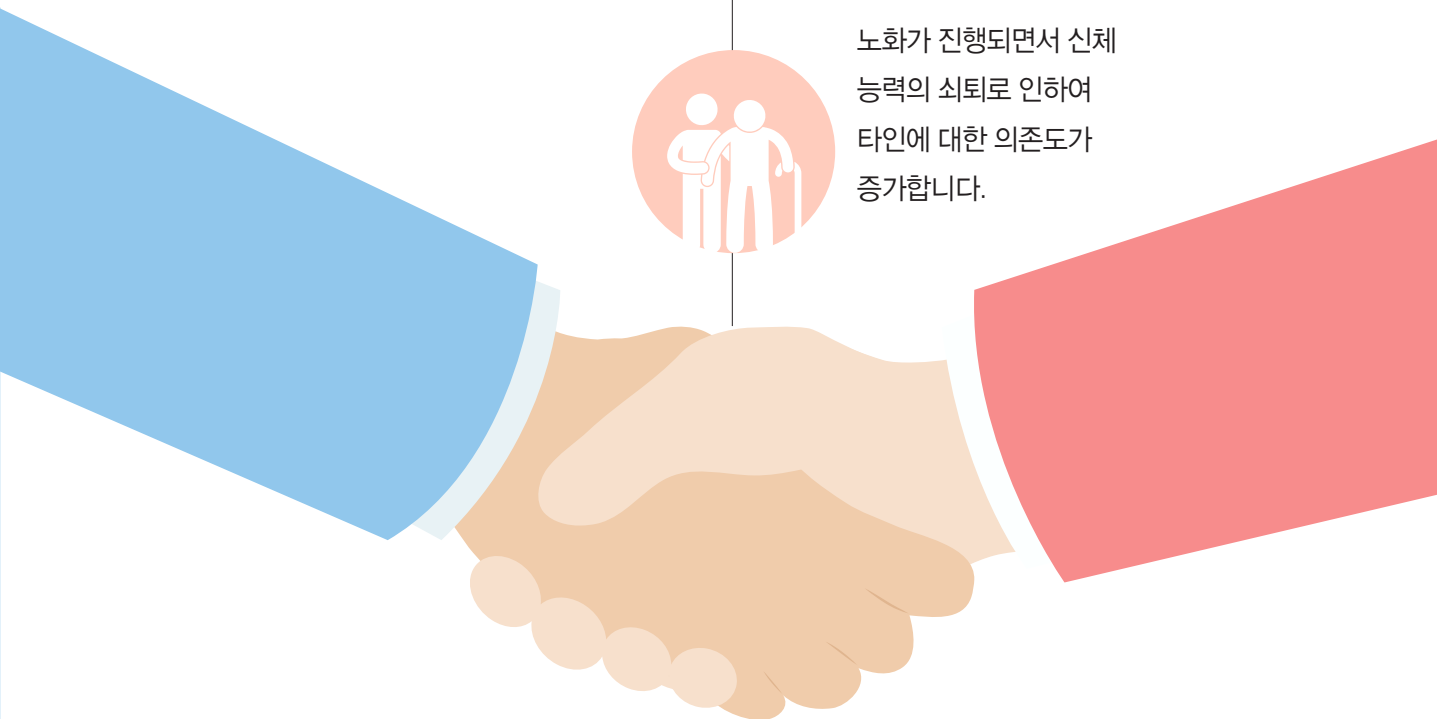 노화가 진행되면서 신체
능력의 쇠퇴로 인하여
타인에 대한 의존도가
증가합니다.